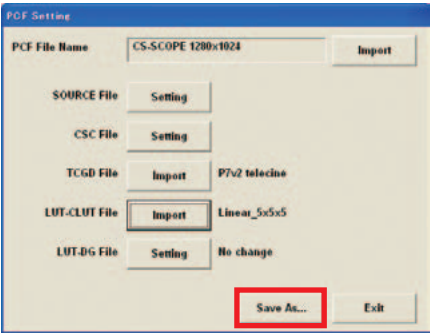 PCF Setting
PCF File Name CS-SCOPE 1280x1024 Import
SOURCE File Setting
CSC File Setting
TCGD File Import P7v2 telecine
LUT-CLUT File Import Linear_5x5x5
LUT-DG File Setting No change
Save As... Exit